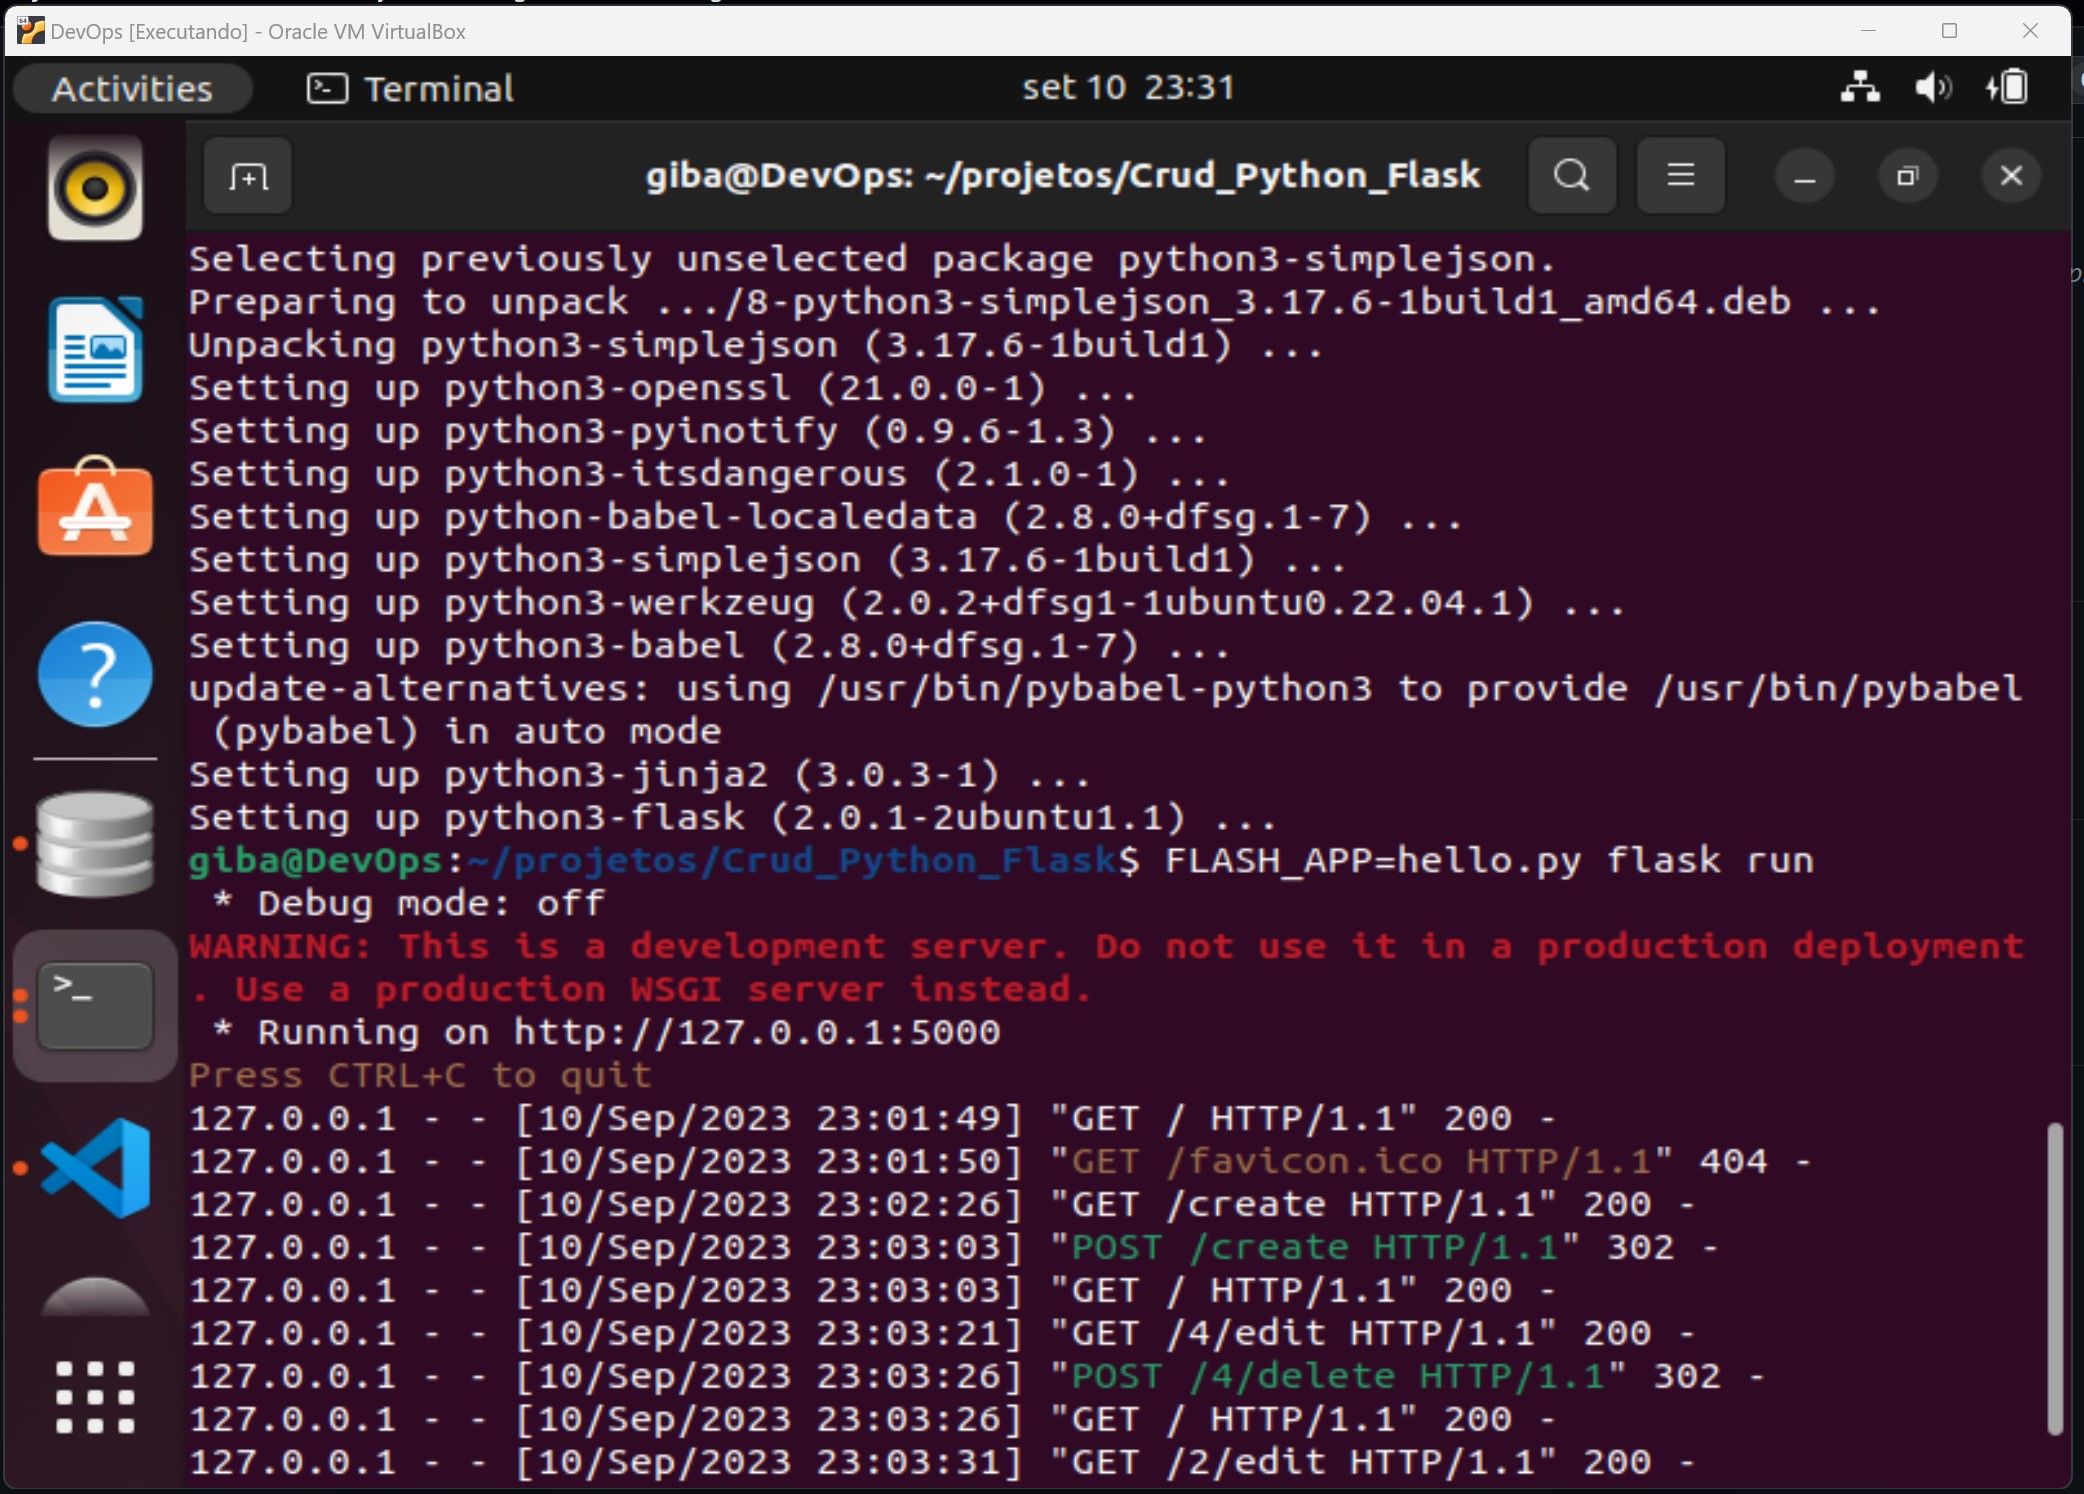 DevOps [Executando] - Oracle VM VirtualBox
Activities
Terminal
set 10 23:31
giba@DevOps: ~/projetos/Crud_Python_Flask
Selecting previously unselected package python3-simplejson.
Preparing to unpack .../8-python3-simplejson_3.17.6-1build1_amd64.deb ...
Unpacking python3-simplejson (3.17.6-1build1) ...
Setting up python3-openssl (21.0.0-1) ...
Setting up python3-pyinotify (0.9.6-1.3) ...
Setting up python3-itsdangerous (2.1.0-1) ...
Setting up python-babel-localedata (2.8.0+dfsg.1-7) ...
Setting up python3-simplejson (3.17.6-1build1) ...
Setting up python3-werkzeug (2.0.2+dfsg1-1ubuntu0.22.04.1) ...
Setting up python3-babel (2.8.0+dfsg.1-7) ...
update-alternatives: using /usr/bin/pybabel-python3 to provide /usr/bin/pybabel
 (pybabel) in auto mode
Setting up python3-jinja2 (3.0.3-1) ...
Setting up python3-flask (2.0.1-2ubuntu1.1) ...
giba@DevOps:~/projetos/Crud_Python_Flask$ FLASH_APP=hello.py flask run
 * Debug mode: off
WARNING: This is a development server. Do not use it in a production deployment
. Use a production WSGI server instead.
 * Running on http://127.0.0.1:5000
Press CTRL+C to quit
127.0.0.1 - - [10/Sep/2023 23:01:49] "GET / HTTP/1.1" 200 -
127.0.0.1 - - [10/Sep/2023 23:01:50] "GET /favicon.ico HTTP/1.1" 404 -
127.0.0.1 - - [10/Sep/2023 23:02:26] "GET /create HTTP/1.1" 200 -
127.0.0.1 - - [10/Sep/2023 23:03:03] "POST /create HTTP/1.1" 302 -
127.0.0.1 - - [10/Sep/2023 23:03:03] "GET / HTTP/1.1" 200 -
127.0.0.1 - - [10/Sep/2023 23:03:21] "GET /4/edit HTTP/1.1" 200 -
127.0.0.1 - - [10/Sep/2023 23:03:26] "POST /4/delete HTTP/1.1" 302 -
127.0.0.1 - - [10/Sep/2023 23:03:26] "GET / HTTP/1.1" 200 -
127.0.0.1 - - [10/Sep/2023 23:03:31] "GET /2/edit HTTP/1.1" 200 -